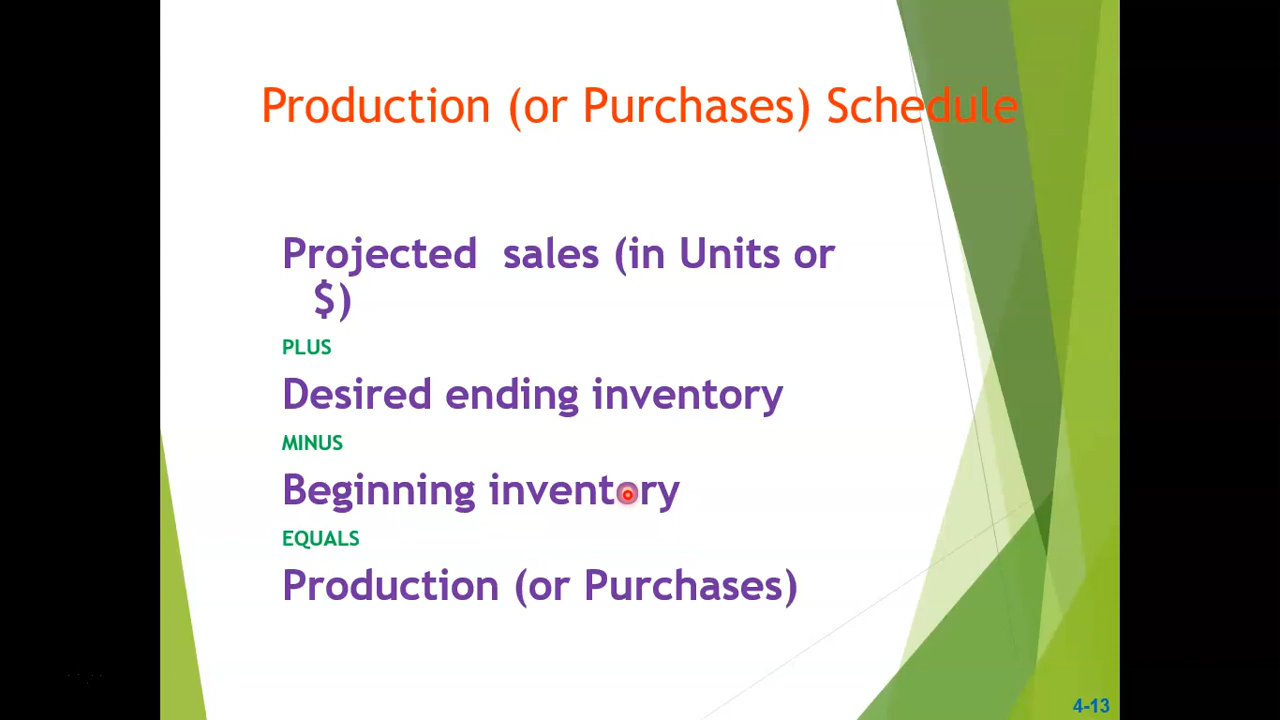 Production (or Purchases) Schedule
Projected sales (in Units or
$)
PLUS
Desired ending inventory
MINUS
Beginning inventory
EQUALS
Production (or Purchases)
4-13